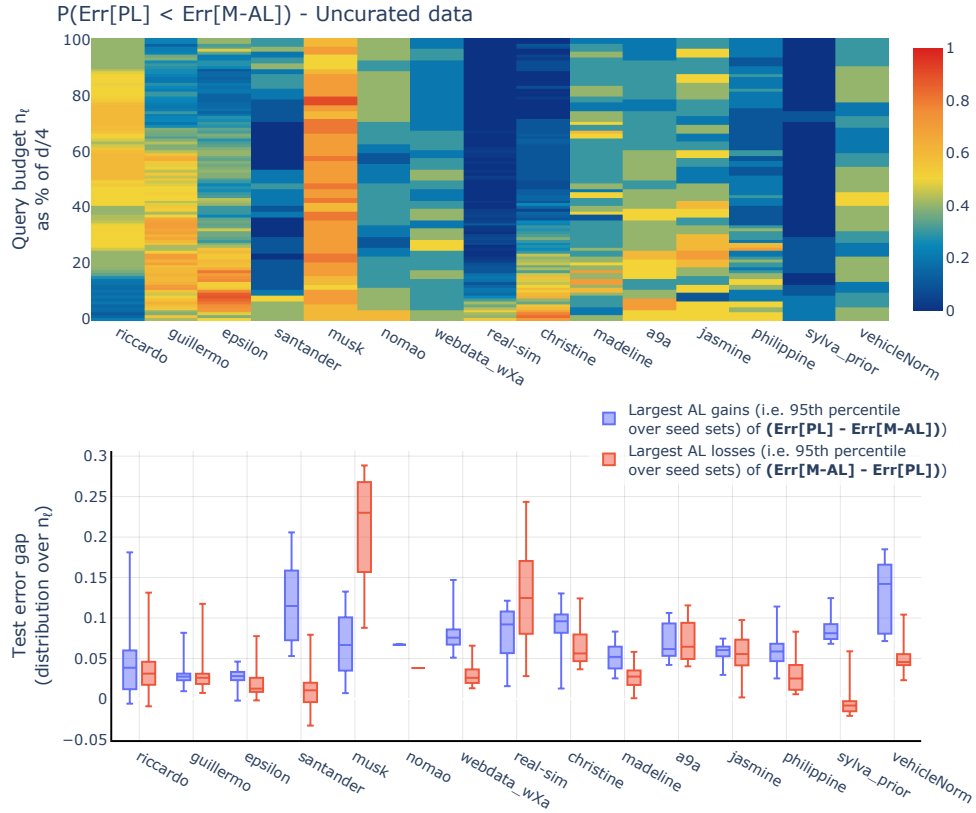 P(Err[PL] < Err[M-AL]) - Uncurated data
Query budget nℓ
as % of d/4
100
80
60
40
20
0
1
0.8
0.6
0.4
0.2
0
riccardo
guillermo
epsilon
santander
musk
nomao
webdata_wXa
real-sim
christine
madeline
a9a
jasmine
philippine
sylva_prior
vehicleNorm
Largest AL gains (i.e. 95th percentile
over seed sets) of (Err[PL] - Err[M-AL]))
Largest AL losses (i.e. 95th percentile
over seed sets) of (Err[M-AL] - Err[PL]))
Test error gap
(distribution over nℓ)
0.3
0.25
0.2
0.15
0.1
0.05
0
−0.05
riccardo
guillermo
epsilon
santander
musk
nomao
webdata_wXa
real-sim
christine
madeline
a9a
jasmine
philippine
sylva_prior
vehicleNorm